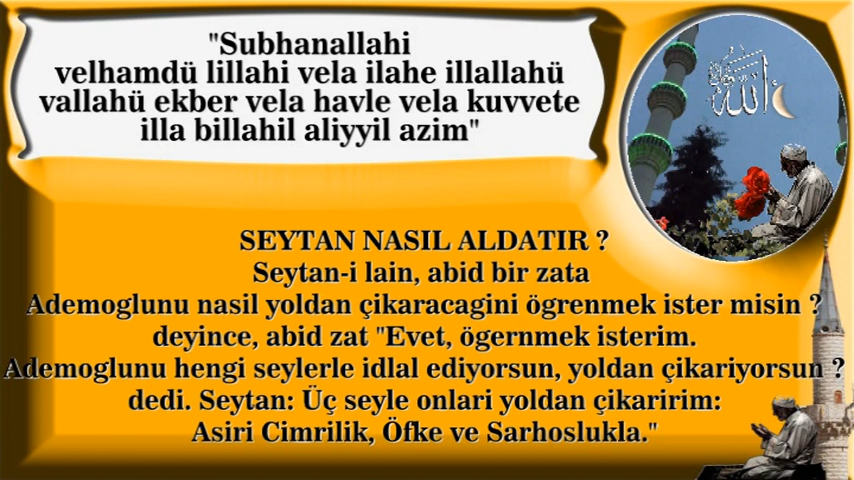 "Subhanallahi
velhamdü lillahi vela ilahe illallahü
vallahü ekber vela havle vela kuvvete
illa billahil aliyyil azim"
الله
SEYTAN NASIL ALDATIR ?
Seytan-i lain, abid bir zata
Ademoglunu nasil yoldan çikaracagini ögrenmek ister misin ?
deyince, abid zat "Evet, ögernmek isterim.
Ademoglunu hengi seylerle idlal ediyorsun, yoldan çikariyorsun ?
dedi. Seytan: Üç seyle onlari yoldan çikaririm:
Asiri Cimrilik, Öfke ve Sarhoslukla."